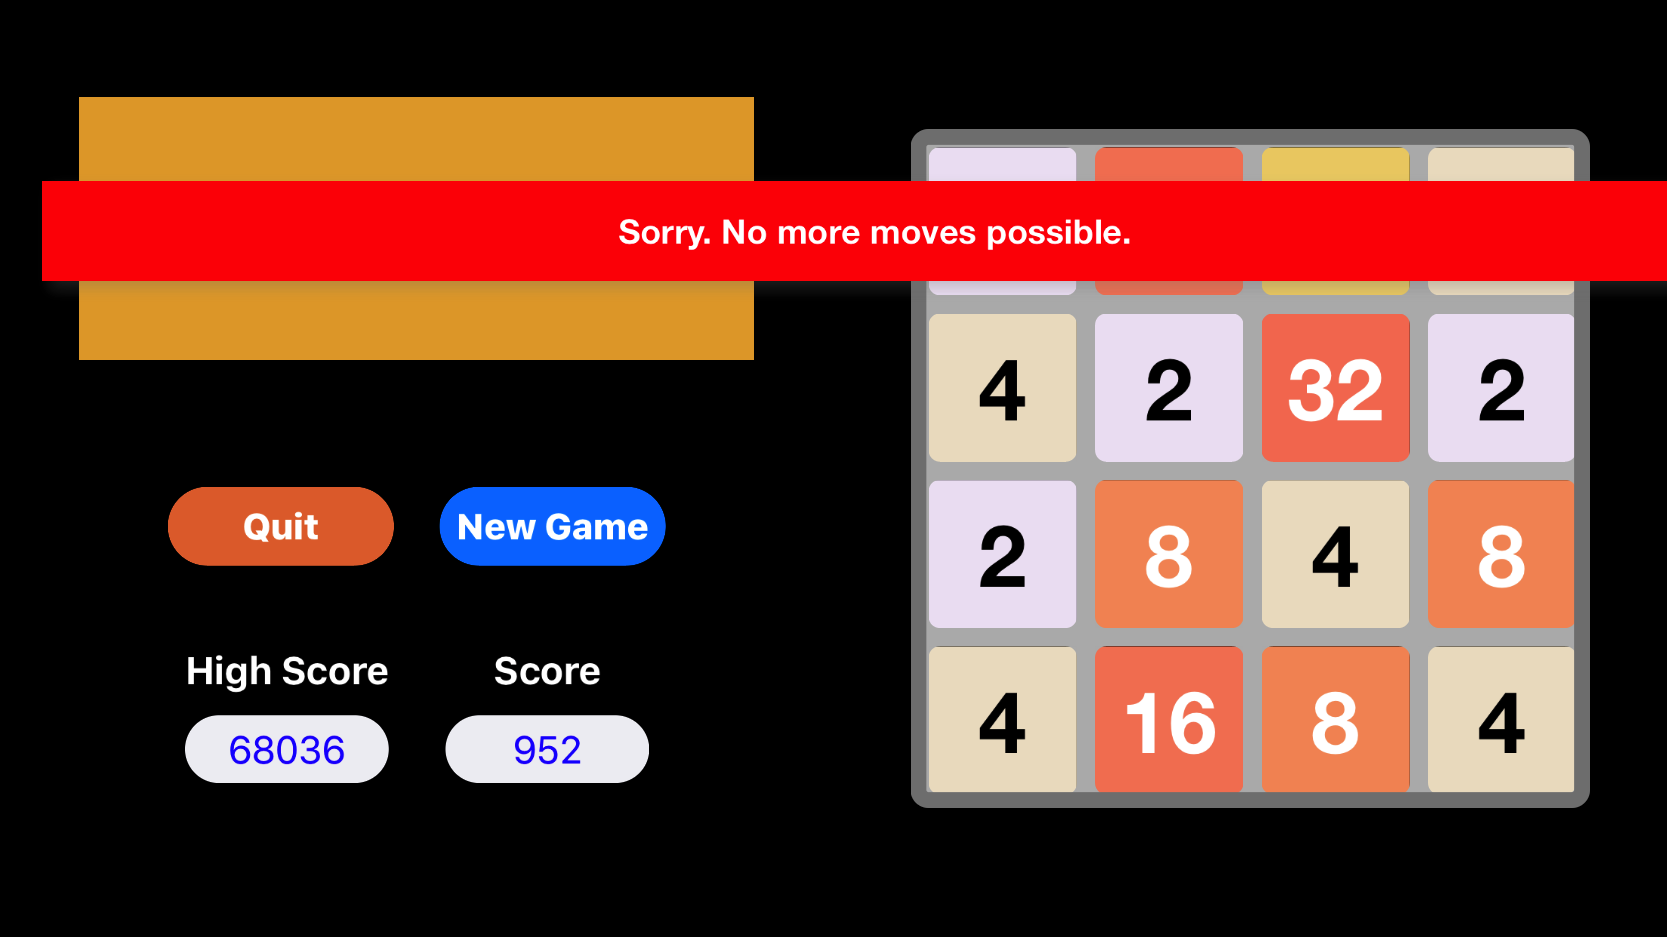 Sorry. No more moves possible.
4 2 32 2
Quit New Game
2 8 4 8
High Score Score
4 16 8 4
68036 952